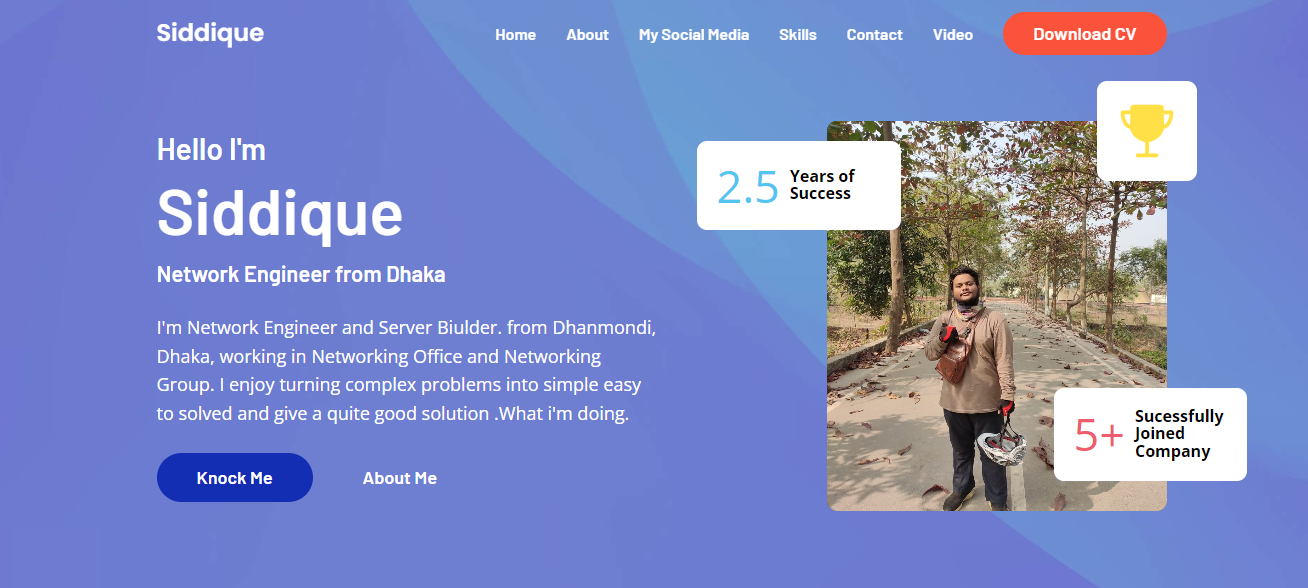 Siddique
Home About My Social Media Skills Contact Video Download CV
Hello I'm
Siddique
Network Engineer from Dhaka
I'm Network Engineer and Server Biulder. from Dhanmondi,
Dhaka, working in Networking Office and Networking
Group. I enjoy turning complex problems into simple easy
to solved and give a quite good solution .What i'm doing.
Knock Me About Me
2.5 Years of
Success
5+ Sucessfully
Joined
Company